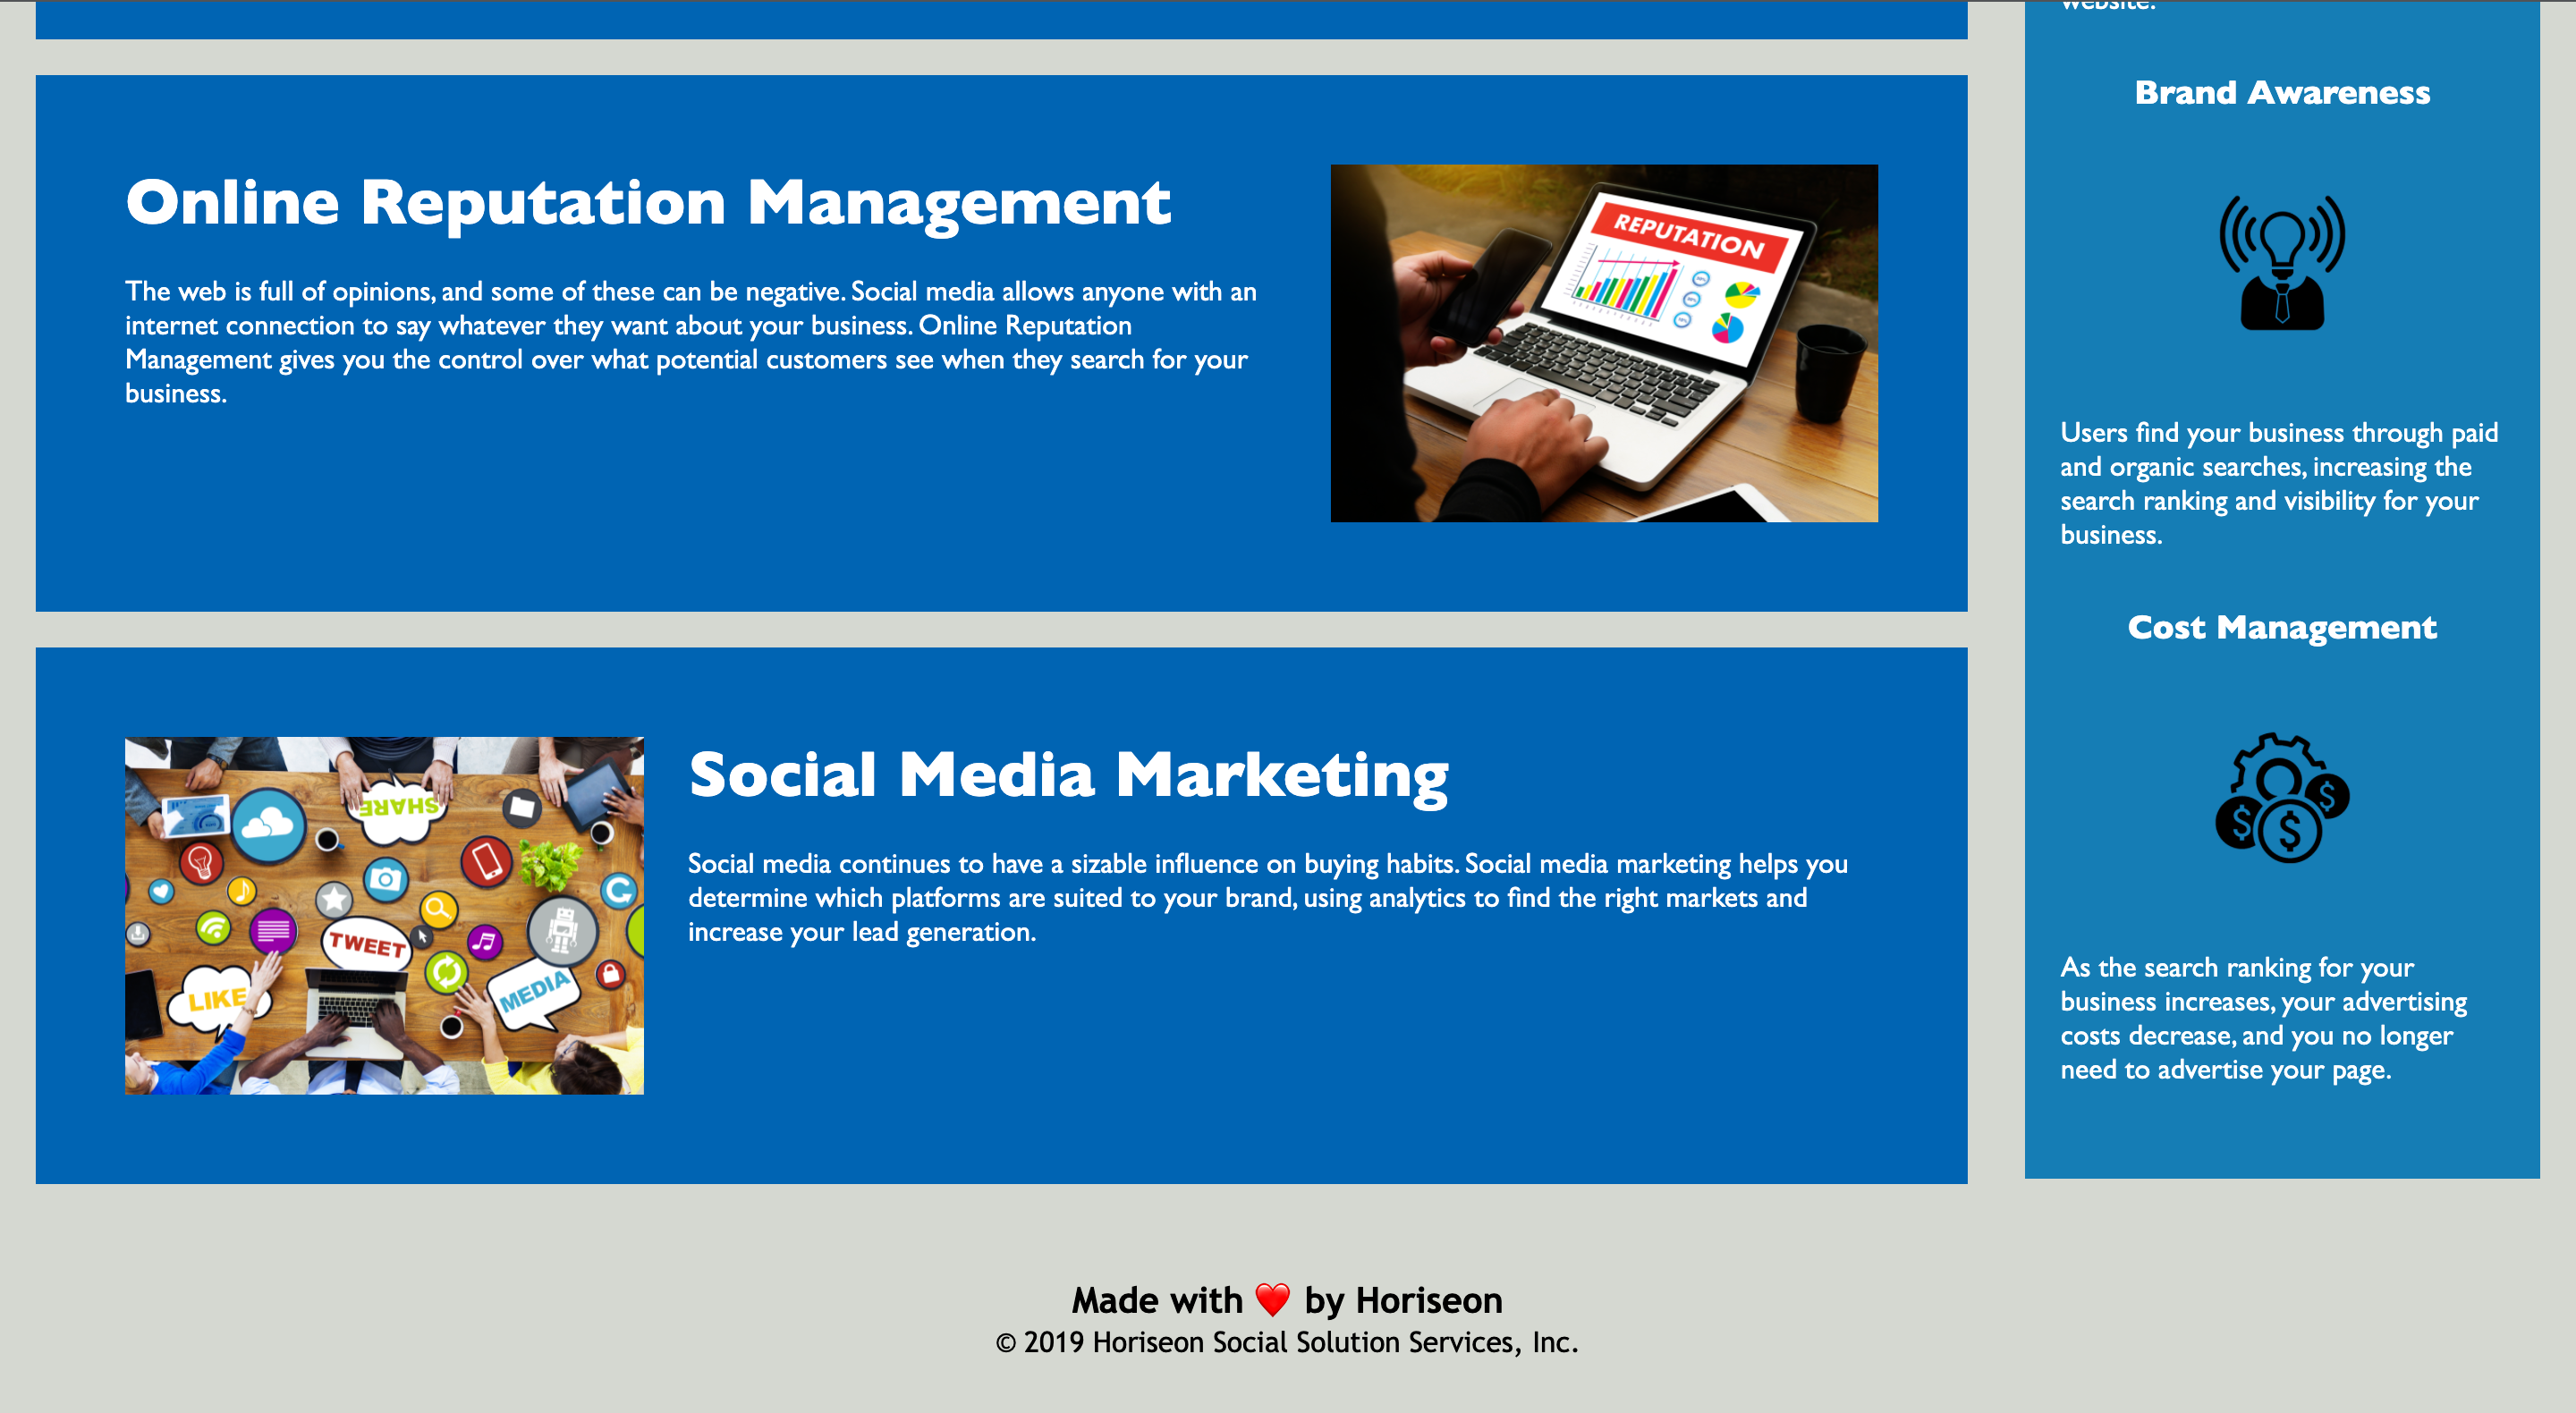 Online Reputation Management
The web is full of opinions, and some of these can be negative. Social media allows anyone with an
internet connection to say whatever they want about your business. Online Reputation
Management gives you the control over what potential customers see when they search for your
business.
REPUTATION
SHARE
TWEET
LIKE
MEDIA
Social Media Marketing
Social media continues to have a sizable influence on buying habits. Social media marketing helps you
determine which platforms are suited to your brand, using analytics to find the right markets and
increase your lead generation.
website.
Brand Awareness
Users find your business through paid
and organic searches, increasing the
search ranking and visibility for your
business.
Cost Management
$ $ $
As the search ranking for your
business increases, your advertising
costs decrease, and you no longer
need to advertise your page.
Made with ❤️ by Horiseon
© 2019 Horiseon Social Solution Services, Inc.